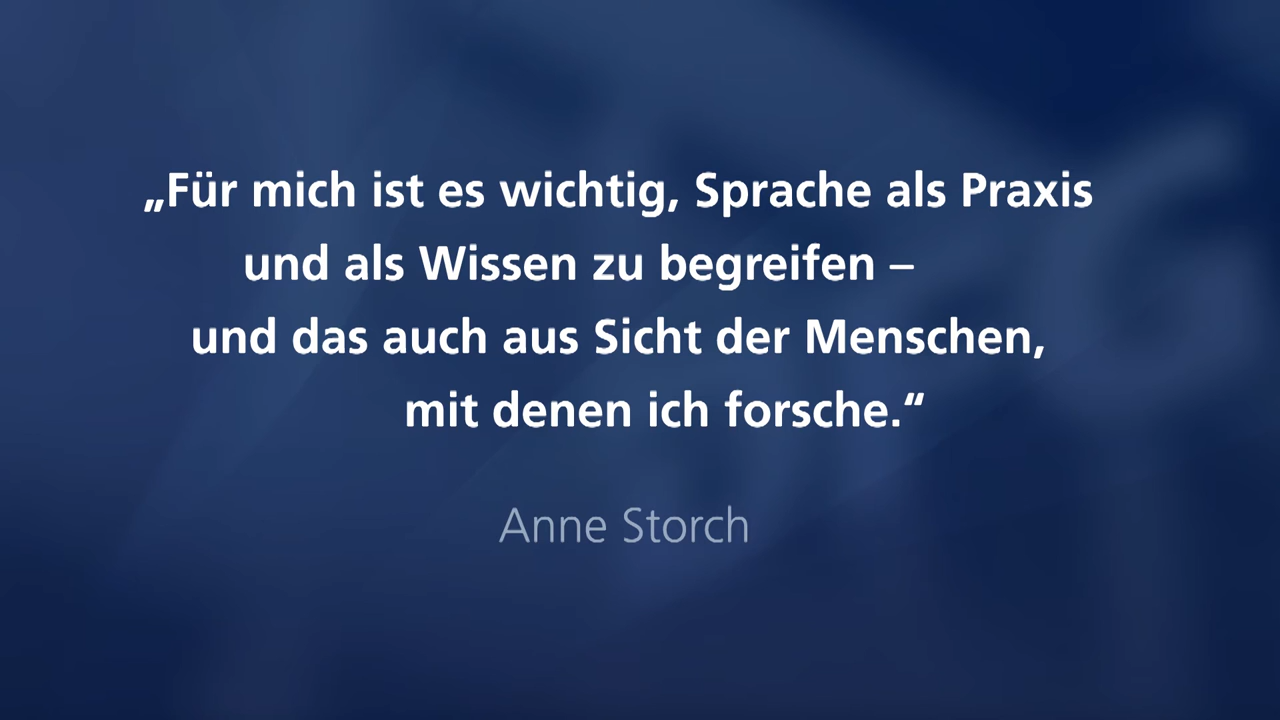 „Für mich ist es wichtig, Sprache als Praxis
und als Wissen zu begreifen –
und das auch aus Sicht der Menschen,
mit denen ich forsche.“
Anne Storch